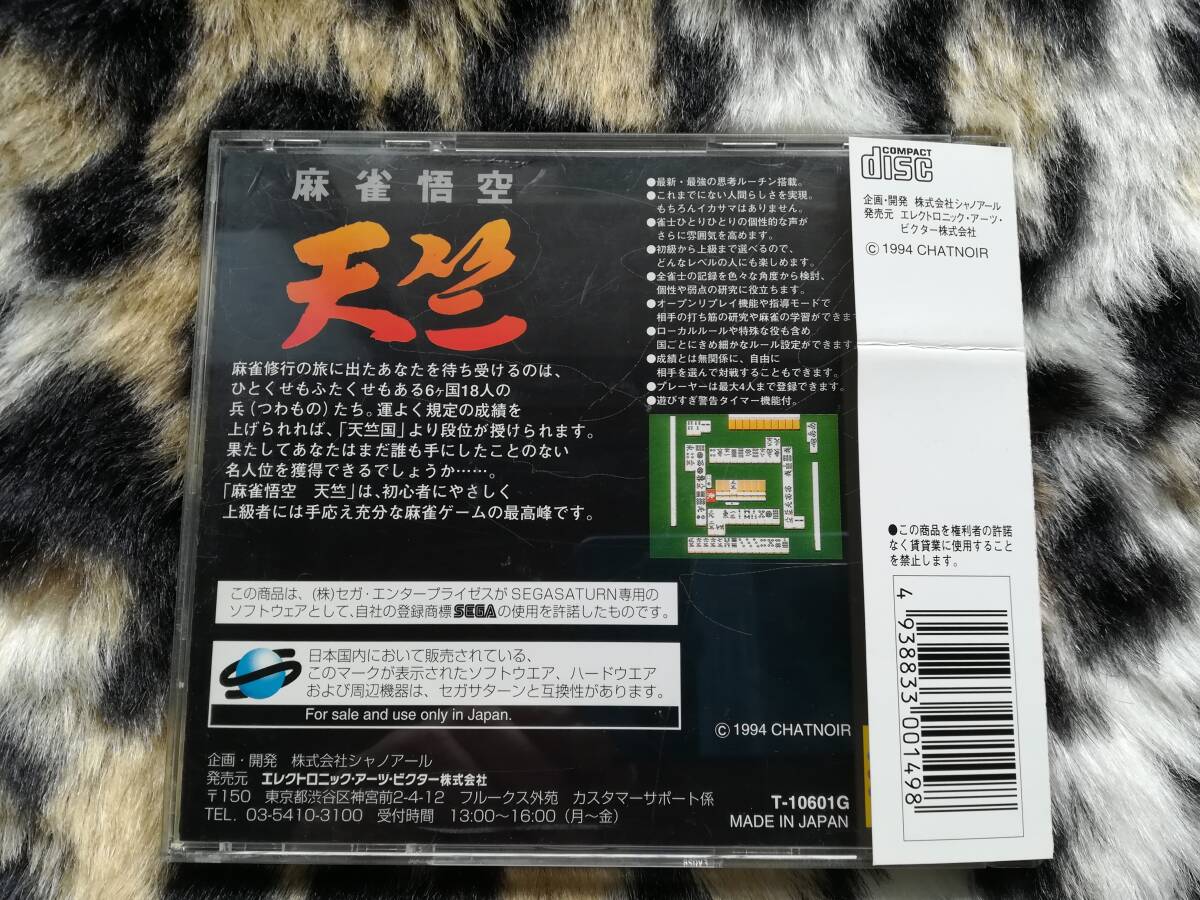 麻雀悟空
天竺
麻雀修行の旅に出たあなたを待ち受けるのは、
ひとくせもふたくせもある6ヶ国18人の
兵(つわもの)たち。運よく規定の成績を
上げられれば、「天竺国」より段位が授けられます。
果たしてあなたはまだ誰も手にしたことのない
名人位を獲得できるでしょうか……。
「麻雀悟空 天竺」は、初心者にやさしく
上級者には手応え充分な麻雀ゲームの最高峰です。
●最新・最強の思考ルーチン搭載。
●これまでにない人間らしさを実現。
もちろんイカサマはありません。
●雀士ひとりひとりの個性的な声が
さらに雰囲気を高めます。
●初級から上級まで選べるので、
どんなレベルの人にも楽しめます。
●全雀士の記録を色々な角度から検討、
個性や弱点の研究に役立ちます。
●オープンリプレイ機能や指導モードで
相手の打ち筋の研究や麻雀の学習ができます
●ローカルルールや特殊な役も含め
国ごとにきめ細かなルール設定ができます。
●成績とは無関係に、自由に
相手を選んで対戦することもできます。
●プレーヤーは最大4人まで登録できます。
●遊びすぎ警告タイマー機能付。
この商品は、(株)セガ・エンタープライゼスがSEGASATURN専用の
ソフトウェアとして、自社の登録商標SEGAの使用を許諾したものです。
日本国内において販売されている、
このマークが表示されたソフトウエア、ハードウエア
および周辺機器は、セガサターンと互換性があります。
For sale and use only in Japan.
© 1994 CHATNOIR
企画・開発 株式会社シャノアール
発売元 エレクトロニック・アーツ・ビクター株式会社
〒150 東京都渋谷区神宮前2-4-12 フルークス外苑 カスタマーサポート係
TEL. 03-5410-3100 受付時間 13:00〜16:00(月〜金)
T-10601G
MADE IN JAPAN
COMPACT
disc
企画・開発 株式会社シャノアール
発売元 エレクトロニック・アーツ・
ビクター株式会社
© 1994 CHATNOIR
●この商品を権利者の許諾
なく賃貸業に使用すること
を禁止します。
4 938833 001498